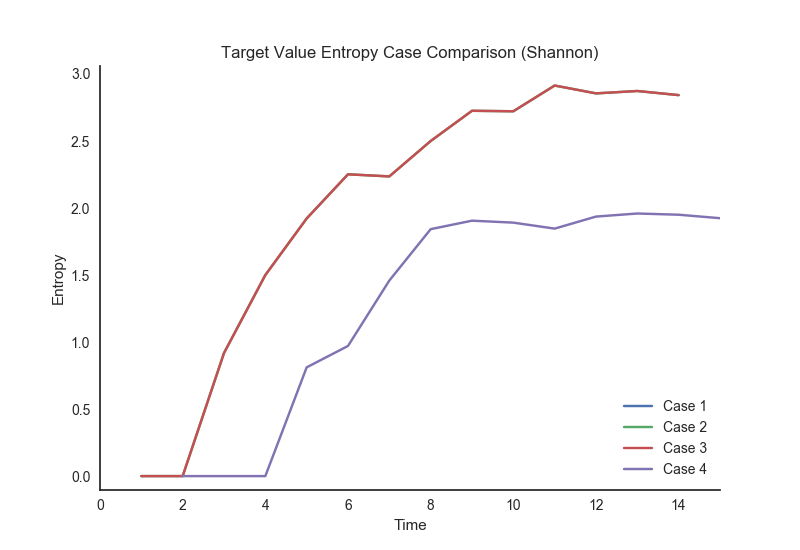 Target Value Entropy Case Comparison (Shannon)
3.0
2.5
2.0
1.5
1.0
0.5
0.0
Entropy
0 2 4 6 8 10 12 14
Time
Case 1
Case 2
Case 3
Case 4